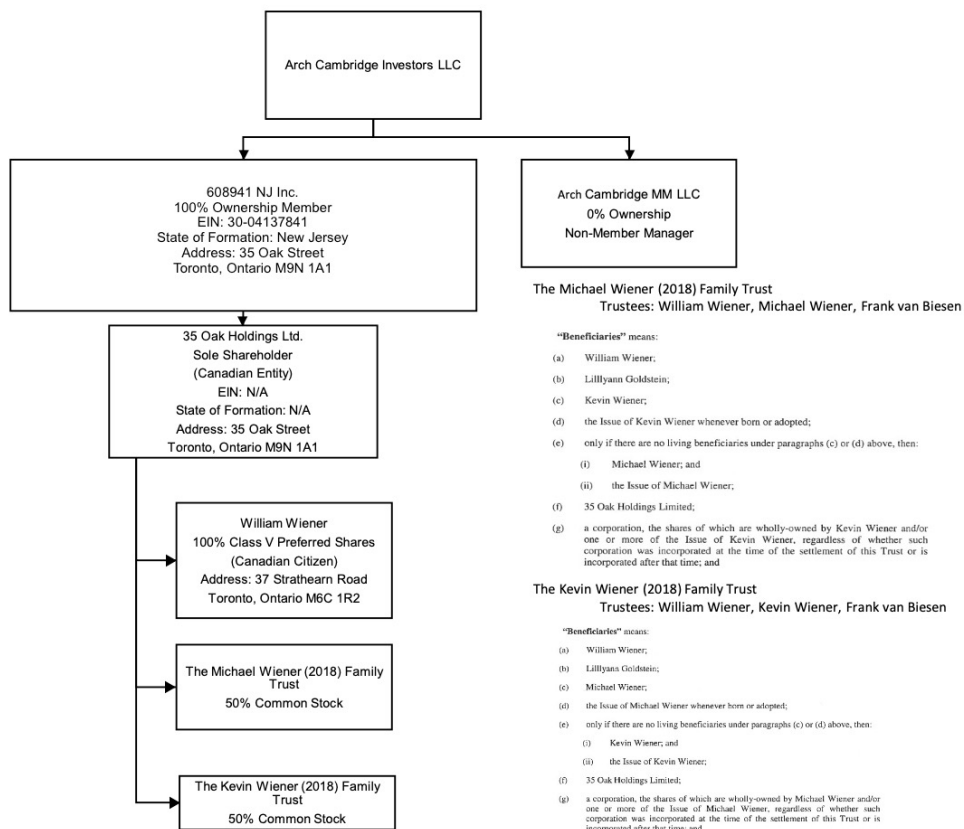 Arch Cambridge Investors LLC
608941 NJ Inc.
100% Ownership Member
EIN: 30-04137841
State of Formation: New Jersey
Address: 35 Oak Street
Toronto, Ontario M9N 1A1
Arch Cambridge MM LLC
0% Ownership
Non-Member Manager
35 Oak Holdings Ltd.
Sole Shareholder
(Canadian Entity)
EIN: N/A
State of Formation: N/A
Address: 35 Oak Street
Toronto, Ontario M9N 1A1
William Wiener
100% Class V Preferred Shares
(Canadian Citizen)
Address: 37 Strathearn Road
Toronto, Ontario M6C 1R2
The Michael Wiener (2018) Family
Trust
50% Common Stock
The Kevin Wiener (2018) Family
Trust
50% Common Stock
The Michael Wiener (2018) Family Trust
Trustees: William Wiener, Michael Wiener, Frank van Biesen
“Beneficiaries” means:
(a) William Wiener;
(b) Lilllyann Goldstein;
(c) Kevin Wiener;
(d) the Issue of Kevin Wiener whenever born or adopted;
(e) only if there are no living beneficiaries under paragraphs (c) or (d) above, then:
(i) Michael Wiener; and
(ii) the Issue of Michael Wiener;
(f) 35 Oak Holdings Limited;
(g) a corporation, the shares of which are wholly-owned by Kevin Wiener and/or
one or more of the Issue of Kevin Wiener, regardless of whether such
corporation was incorporated at the time of the settlement of this Trust or is
incorporated after that time; and
The Kevin Wiener (2018) Family Trust
Trustees: William Wiener, Kevin Wiener, Frank van Biesen
“Beneficiaries” means:
(a) William Wiener;
(b) Lilllyann Goldstein;
(c) Michael Wiener;
(d) the Issue of Michael Wiener whenever born or adopted;
(e) only if there are no living beneficiaries under paragraphs (c) or (d) above, then:
(i) Kevin Wiener; and
(ii) the Issue of Kevin Wiener;
(f) 35 Oak Holdings Limited;
(g) a corporation, the shares of which are wholly-owned by Michael Wiener and/or
one or more of the Issue of Michael Wiener, regardless of whether such
corporation was incorporated at the time of the settlement of this Trust or is
incorporated after that time; and